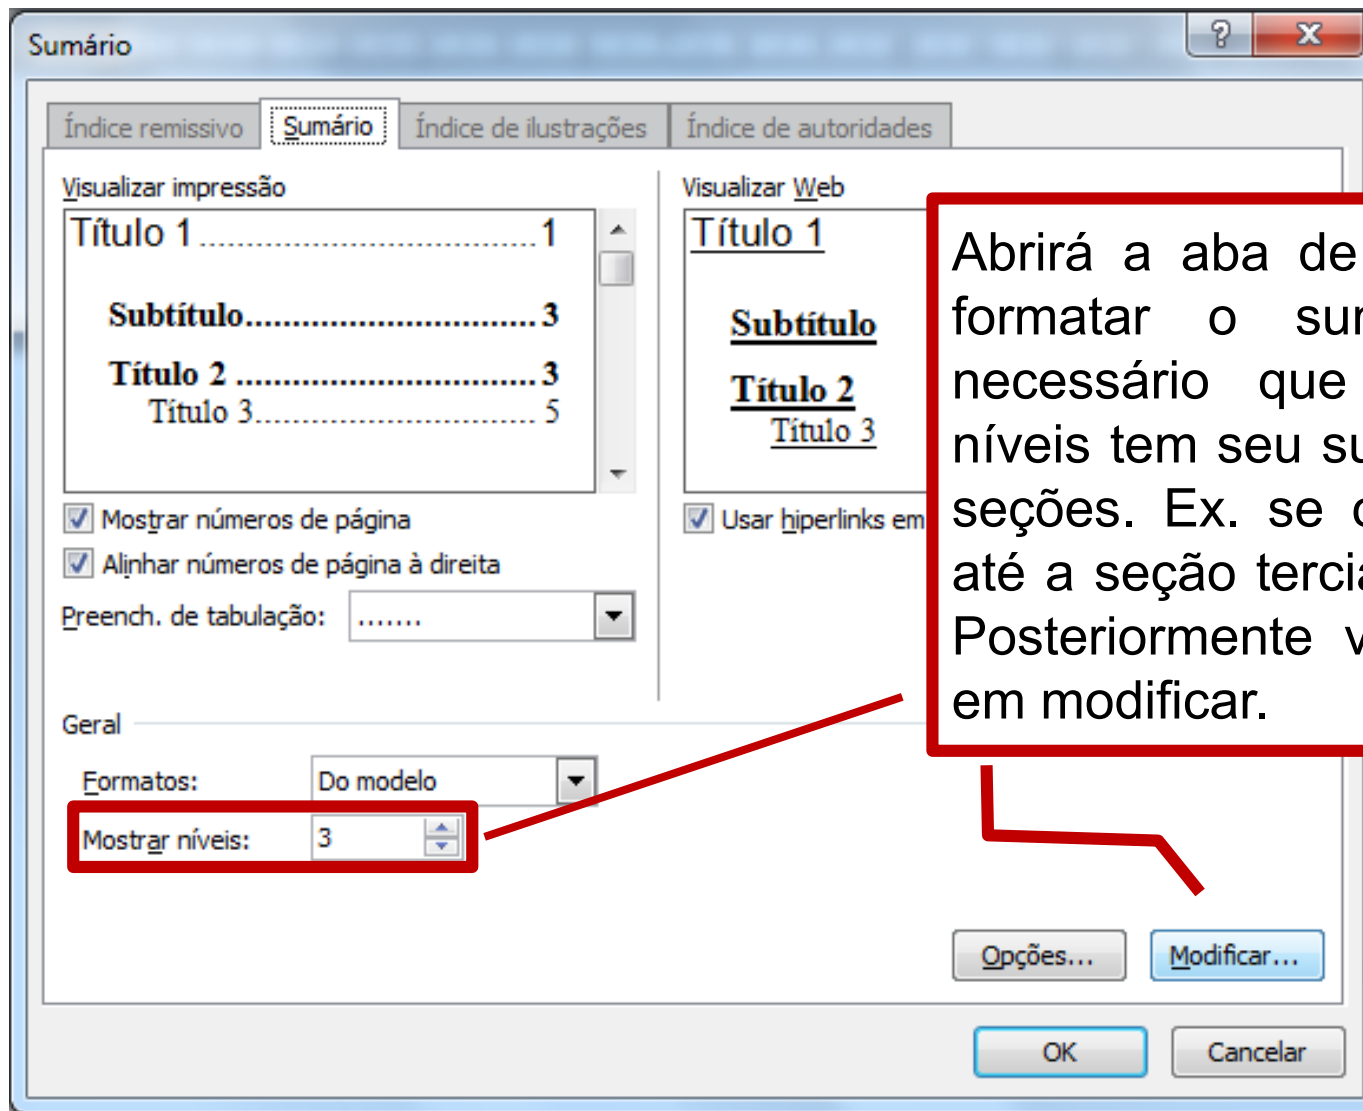 Sumário
Índice remissivo Sumário Índice de ilustrações Índice de autoridades
Visualizar impressão
Título 1 .................................... 1
Subtítulo.............................. 3
Título 2 ............................... 3
Título 3............................ 5
Mostrar números de página
Alinhar números de página à direita
Preench. de tabulação: .......
Visualizar Web
Título 1
Subtítulo
Título 2
Título 3
Usar hiperlinks em
Abrirá a aba de
formatar o
necessário que
níveis tem seu
seções. Ex. se
até a seção
Posteriormente
em modificar.
Geral
Formatos: Do modelo
Mostrar níveis: 3
Opções... Modificar...
OK Cancelar